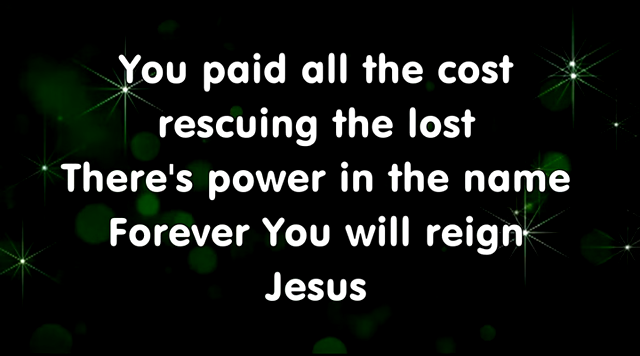 You paid all the cost
rescuing the lost
There's power in the name
Forever You will reign
Jesus